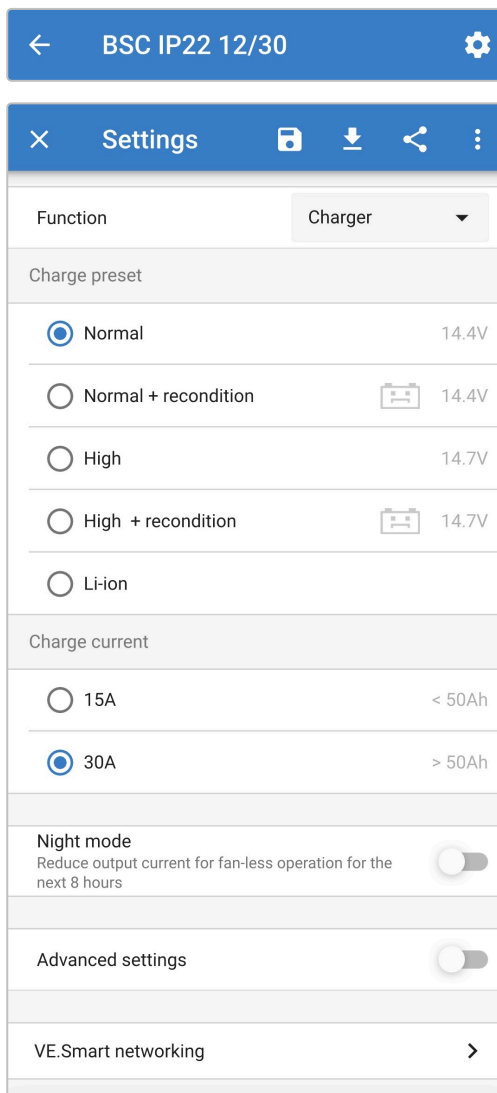 BSC IP22 12/30
Settings
Function Charger
Charge preset
Normal 14.4V
Normal + recondition 14.4V
High 14.7V
High + recondition 14.7V
Li-ion
Charge current
15A < 50Ah
30A > 50Ah
Night mode
Reduce output current for fan-less operation for the
next 8 hours
Advanced settings
VE.Smart networking